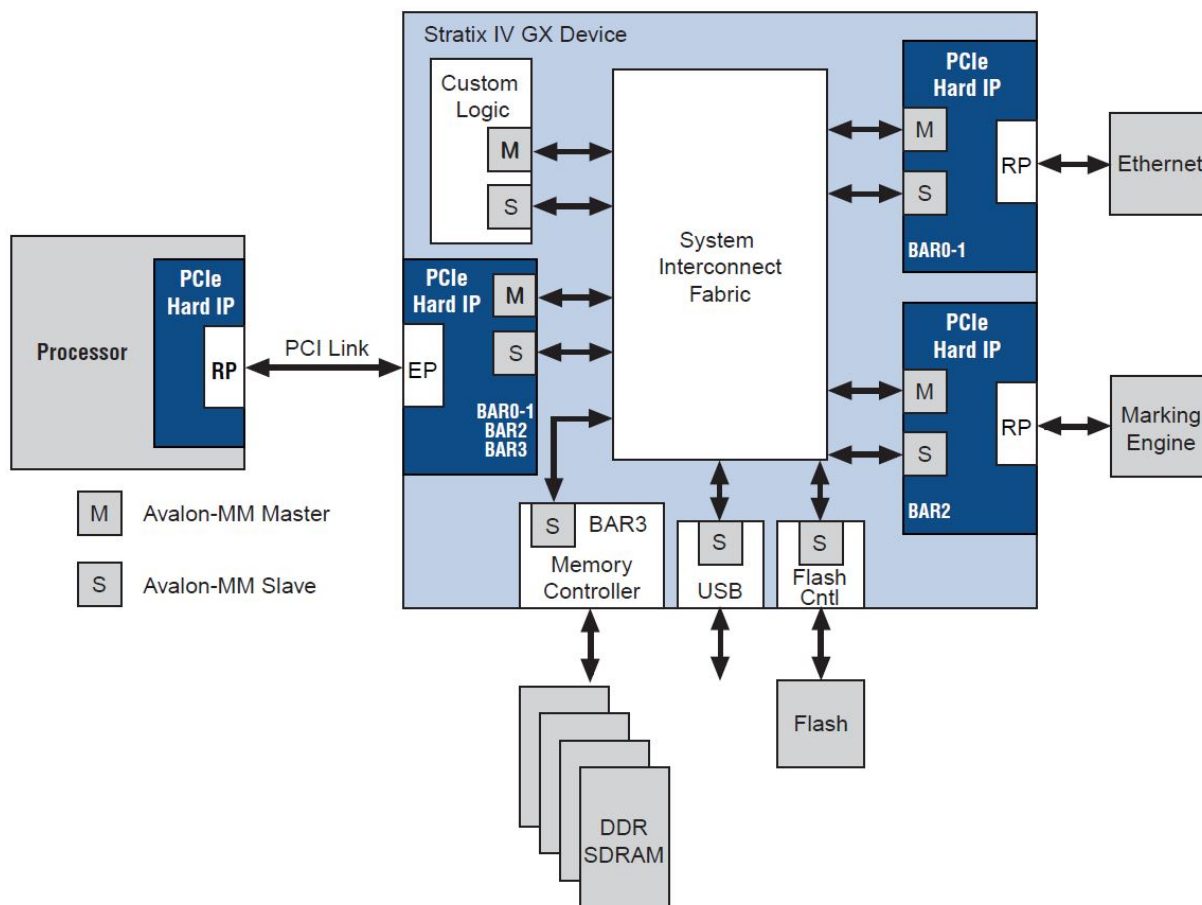 Stratix IV GX Device
Custom
Logic
M
S
System
Interconnect
Fabric
PCIe
Hard IP
M
S
RP
BAR0-1
Ethernet
Processor
PCIe
Hard IP
RP
PCI Link
PCIe
Hard IP
EP
M
S
BAR0-1
BAR2
BAR3
PCIe
Hard IP
M
S
RP
BAR2
Marking
Engine
M Avalon-MM Master
S Avalon-MM Slave
S BAR3
Memory
Controller
S
USB
S
Flash
Cntl
DDR
SDRAM
Flash